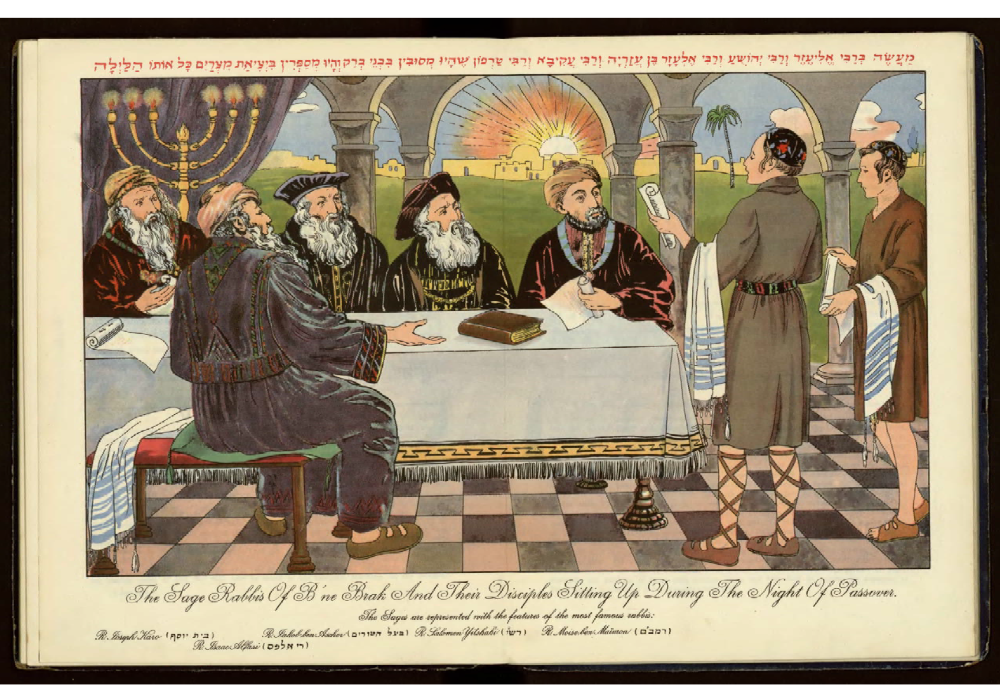 מַעֲשֶׂה בְּרַבִּי אֱלִיעֶזֶר וְרַבִּי יְהוֹשֻׁעַ וְרַבִּי אֶלְעָזָר בֶּן עֲזַרְיָה וְרַבִּי עֲקִיבָא וְרַבִּי טַרְפוֹן שֶׁהָיוּ מְסוּבִּין בִּבְנֵי בְרַק וְהָיוּ מְסַפְּרִין בִּיצִיאַת מִצְרַיִם כָּל אוֹתוֹ הַלַּיְלָה
The Sage Rabbis Of B'ne Brak And Their Disciples Sitting Up During The Night Of Passover.
The Sages are represented with the features of the most famous rabbis:
R. Joseph Karo (בית יוסף) R. Jakob ben Ascher (בעל הטורים) R. Salomon Yitshaki (רש"י) R. Moise ben Maïmon (רמב"ם)
R. Isaac Alfasi (רי אלפס)